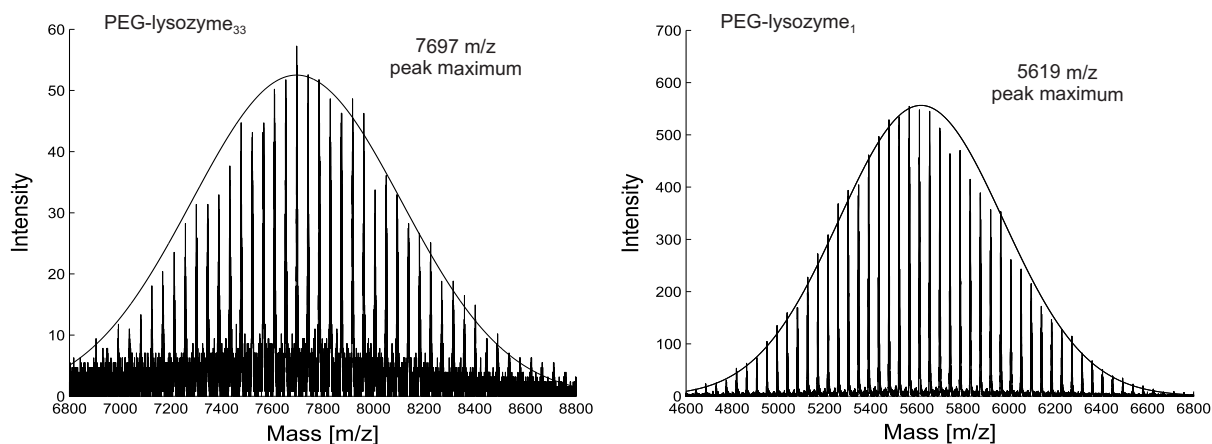 PEG-lysozyme₃₃
7697 m/z
peak maximum
Intensity
60
50
40
30
20
10
0
6800 7000 7200 7400 7600 7800 8000 8200 8400 8600 8800
Mass [m/z]
PEG-lysozyme₁
5619 m/z
peak maximum
Intensity
700
600
500
400
300
200
100
0
4600 4800 5000 5200 5400 5600 5800 6000 6200 6400 6600 6800
Mass [m/z]